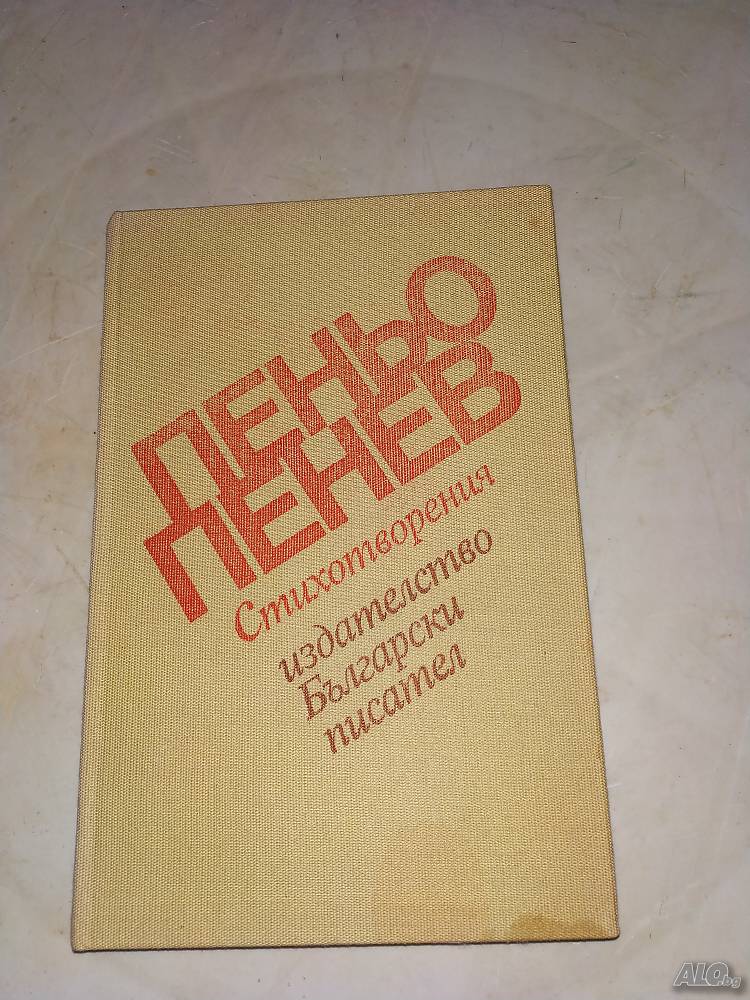 ПЕНЬО
ПЕНЕВ
Стихотворения
издателство
Български
писател
ALO.bg